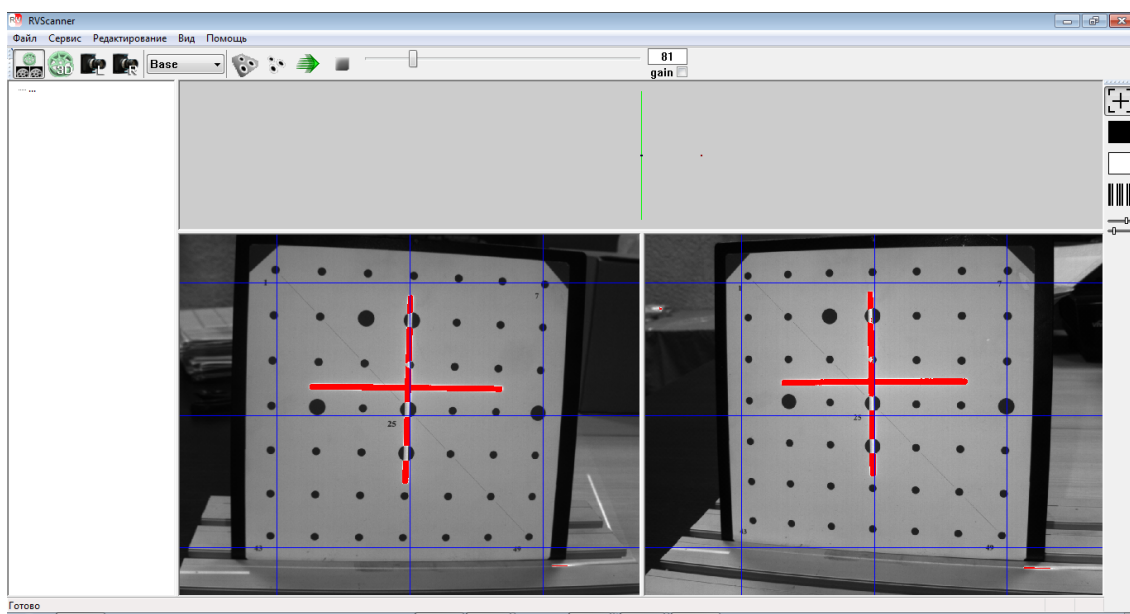 RVScanner
Файл Сервис Редактирование Вид Помощь
3D L R Base 81
gain
...
1 7 1 7
25 25
43 49 43 49
Готово